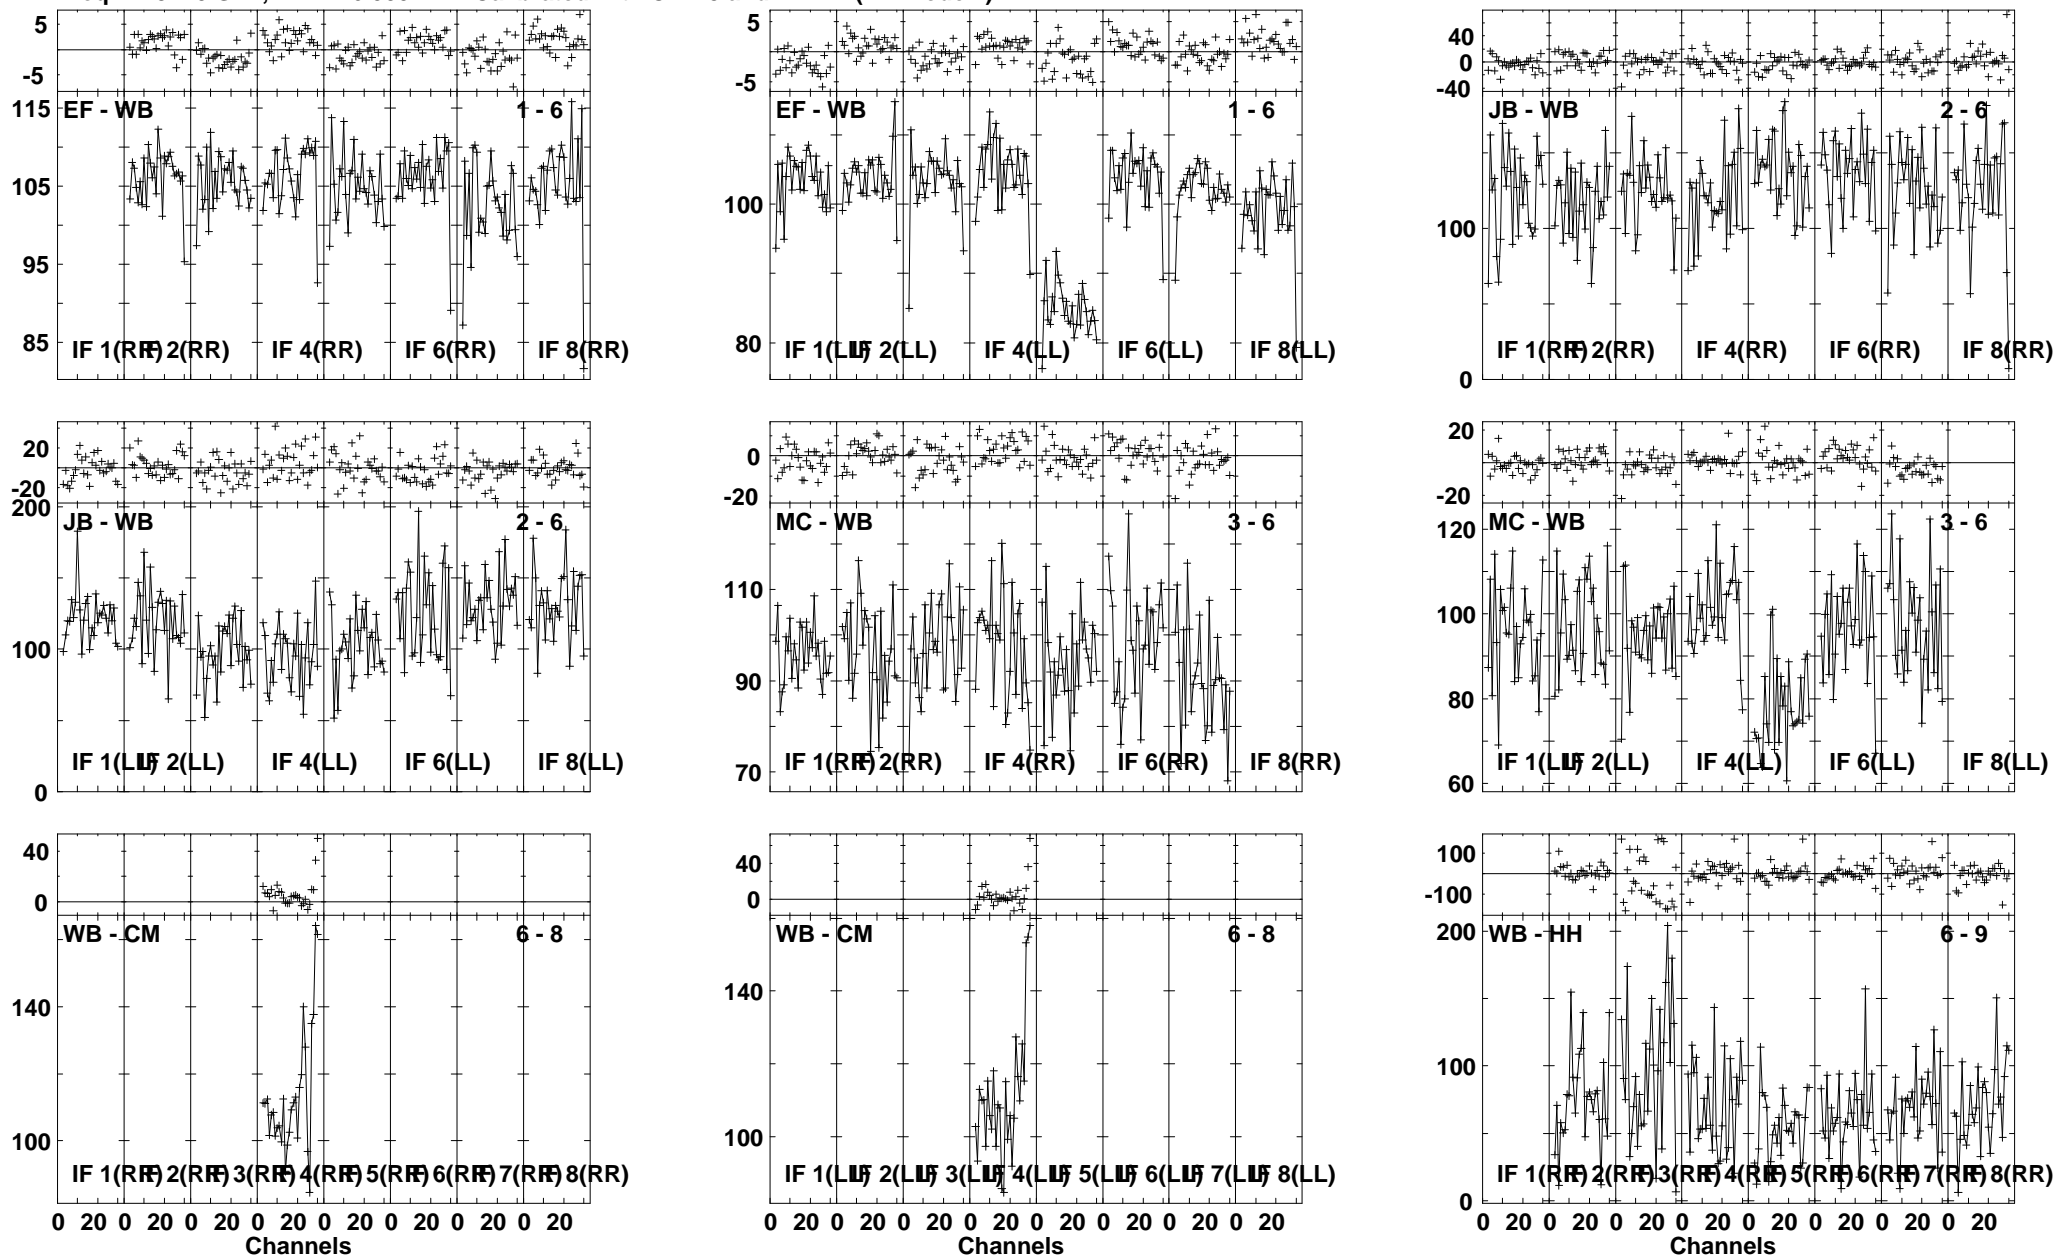 5
-5
EF - WB 1 - 6
115
105
95
85
IF 1(RR) IF 2(RR) IF 4(RR) IF 6(RR) IF 8(RR)
5
-5
EF - WB 1 - 6
100
80
IF 1(LL) IF 2(LL) IF 4(LL) IF 6(LL) IF 8(LL)
40
0
-40
JB - WB 2 - 6
100
0
IF 1(RR) IF 2(RR) IF 4(RR) IF 6(RR) IF 8(RR)
20
-20
200
JB - WB 2 - 6
100
0
IF 1(LL) IF 2(LL) IF 4(LL) IF 6(LL) IF 8(LL)
0
-20
MC - WB 3 - 6
110
90
70
IF 1(RR) IF 2(RR) IF 4(RR) IF 6(RR) IF 8(RR)
20
0
-20
MC - WB 3 - 6
120
100
80
60
IF 1(LL) IF 2(LL) IF 4(LL) IF 6(LL) IF 8(LL)
40
0
WB - CM 6 - 8
140
100
IF 1(RR) IF 2(RR) IF 3(RR) IF 4(RR) IF 5(RR) IF 6(RR) IF 7(RR) IF 8(RR)
0 20 0 20 0 20 0 20 0 20 0 20 0 20 0 20
Channels
40
0
WB - CM 6 - 8
140
100
IF 1(LL) IF 2(LL) IF 3(LL) IF 4(LL) IF 5(LL) IF 6(LL) IF 7(LL) IF 8(LL)
0 20 0 20 0 20 0 20 0 20 0 20 0 20 0 20
Channels
100
-100
WB - HH 6 - 9
200
100
0
IF 1(RR) IF 2(RR) IF 3(RR) IF 4(RR) IF 5(RR) IF 6(RR) IF 7(RR) IF 8(RR)
0 20 0 20 0 20 0 20 0 20 0 20 0 20 0 20
Channels